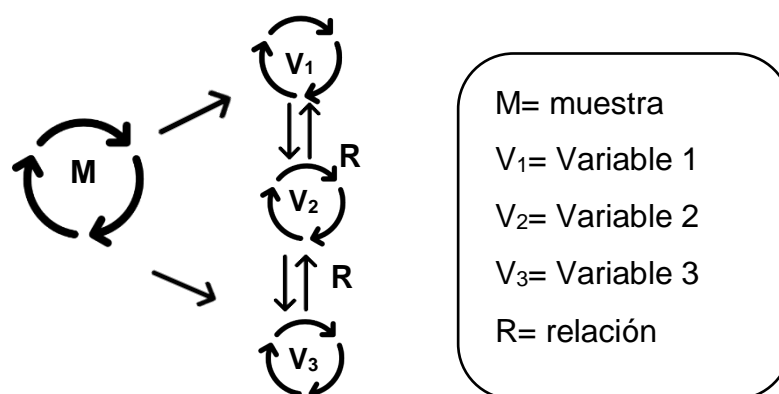 V₁
R
M
V₂
R
V₃
M= muestra
V₁= Variable 1
V₂= Variable 2
V₃= Variable 3
R= relación